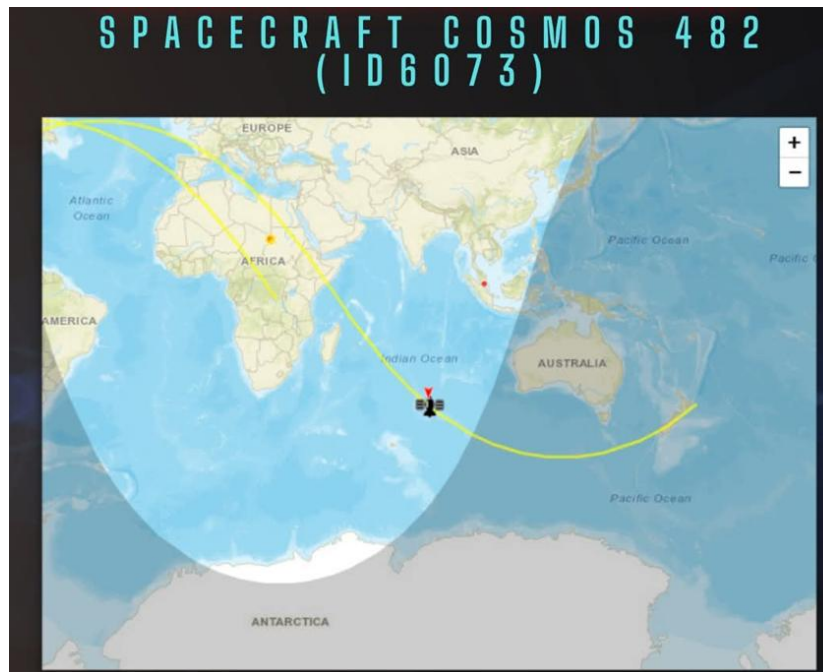 SPACECRAFT COSMOS 482
(ID6073)
EUROPE
ASIA
+
−
Atlantic
Ocean
Pacific Ocean
AFRICA
Pacific
AMERICA
Indian Ocean
AUSTRALIA
Pacific Ocean
ANTARCTICA